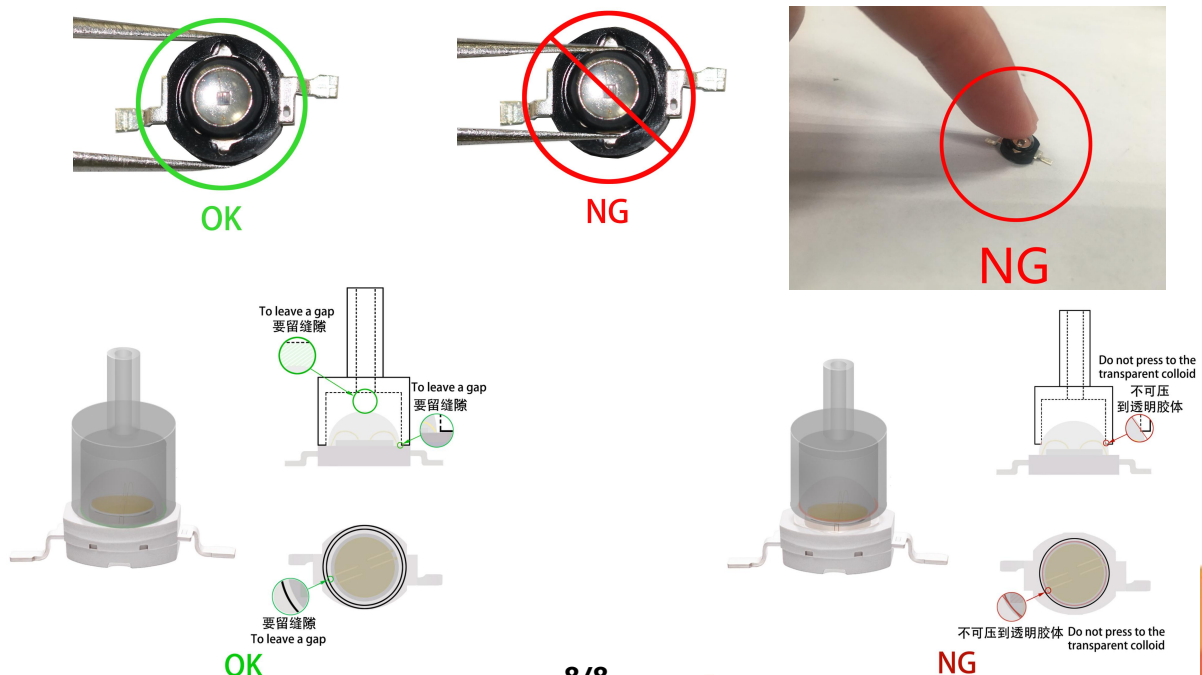 OK
NG
NG
To leave a gap
要留缝隙
To leave a gap
要留缝隙
要留缝隙
To leave a gap
OK
Do not press to the
transparent colloid
不可压
到透明胶体
不可压到透明胶体 Do not press to the
transparent colloid
NG
8/8